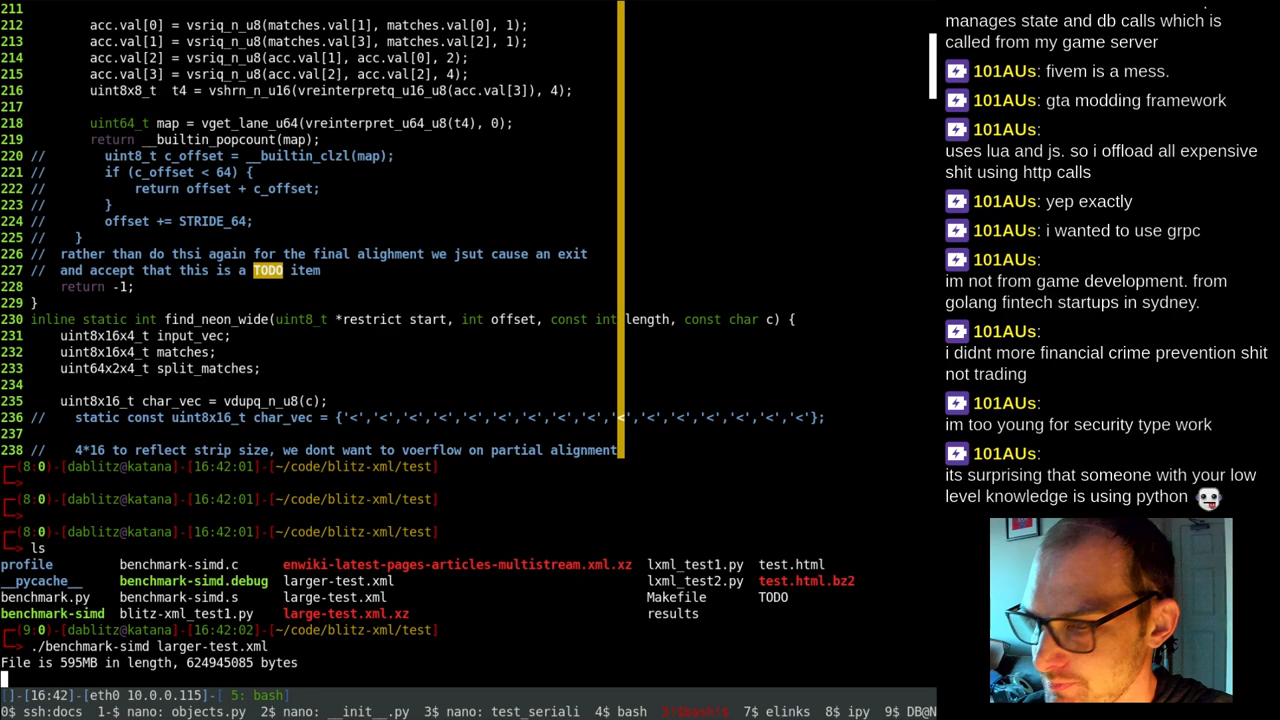 211
212        acc.val[0] = vsriq_n_u8(matches.val[1], matches.val[0], 1);
213        acc.val[1] = vsriq_n_u8(matches.val[3], matches.val[2], 1);
214        acc.val[2] = vsriq_n_u8(acc.val[1], acc.val[0], 2);
215        acc.val[3] = vsriq_n_u8(acc.val[2], acc.val[2], 4);
216        uint8x8_t  t4 = vshrn_n_u16(vreinterpretq_u16_u8(acc.val[3]), 4);
217
218        uint64_t map = vget_lane_u64(vreinterpret_u64_u8(t4), 0);
219        return __builtin_popcount(map);
220 //        uint8_t c_offset = __builtin_clzl(map);
221 //        if (c_offset < 64) {
222 //            return offset + c_offset;
223 //        }
224 //        offset += STRIDE_64;
225 //    }
226 //  rather than do thsi again for the final alighment we jsut cause an exit
227 //  and accept that this is a TODO item
228    return -1;
229 }
230 inline static int find_neon_wide(uint8_t *restrict start, int offset, const int length, const char c) {
231    uint8x16x4_t input_vec;
232    uint8x16x4_t matches;
233    uint64x2x4_t split_matches;
234
235    uint8x16_t char_vec = vdupq_n_u8(c);
236 //    static const uint8x16_t char_vec = {'<','<','<','<','<','<','<','<','<','<','<','<','<','<','<','<'};
237
238 //    4*16 to reflect strip size, we dont want to voerflow on partial alignment
(8:0)-[dablitz@katana]-[16:42:01]-[~/code/blitz-xml/test]
>
(8:0)-[dablitz@katana]-[16:42:01]-[~/code/blitz-xml/test]
>
(8:0)-[dablitz@katana]-[16:42:01]-[~/code/blitz-xml/test]
> ls
profile         benchmark-simd.c      enwiki-latest-pages-articles-multistream.xml.xz  lxml_test1.py  test.html
__pycache__     benchmark-simd.debug  larger-test.xml                                  lxml_test2.py  test.html.bz2
benchmark.py    benchmark-simd.s      large-test.xml                                   Makefile       TODO
benchmark-simd  blitz-xml_test1.py    large-test.xml.xz                                results
(9:0)-[dablitz@katana]-[16:42:02]-[~/code/blitz-xml/test]
> ./benchmark-simd larger-test.xml
File is 595MB in length, 624945085 bytes
[]-[16:42]-[eth0 10.0.0.115]-[ 5: bash]
0$ ssh:docs  1-$ nano: objects.py  2$ nano: __init__.py  3$ nano: test_seriali  4$ bash  5!$bash!$  7$ elinks  8$ ipy  9$ DB@N
manages state and db calls which is
called from my game server
101AUs: fivem is a mess.
101AUs: gta modding framework
101AUs:
uses lua and js. so i offload all expensive
shit using http calls
101AUs: yep exactly
101AUs: i wanted to use grpc
101AUs:
im not from game development. from
golang fintech startups in sydney.
101AUs:
i didnt more financial crime prevention shit
not trading
101AUs:
im too young for security type work
101AUs:
its surprising that someone with your low
level knowledge is using python